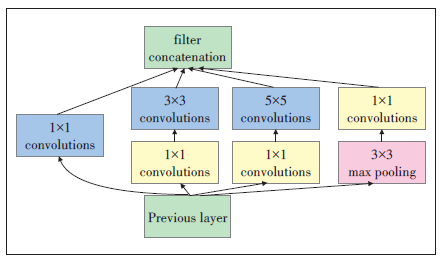 filter
concatenation
3×3
convolutions
5×5
convolutions
1×1
convolutions
1×1
convolutions
1×1
convolutions
1×1
convolutions
3×3
max pooling
Previous layer